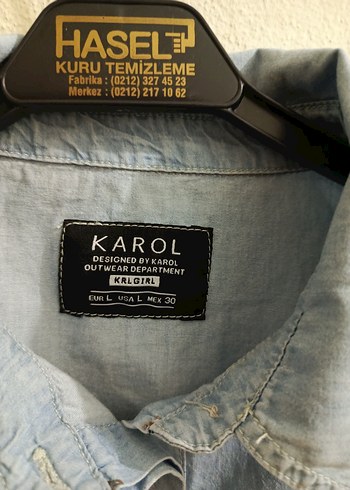 HASEL
KURU TEMİZLEME
Fabrika : (0212) 327 45 23
Merkez : (0212) 217 10 62
KAROL
DESIGNED BY KAROL
OUTWEAR DEPARTMENT
KRLGIRL
EUR L USA L MEX 30